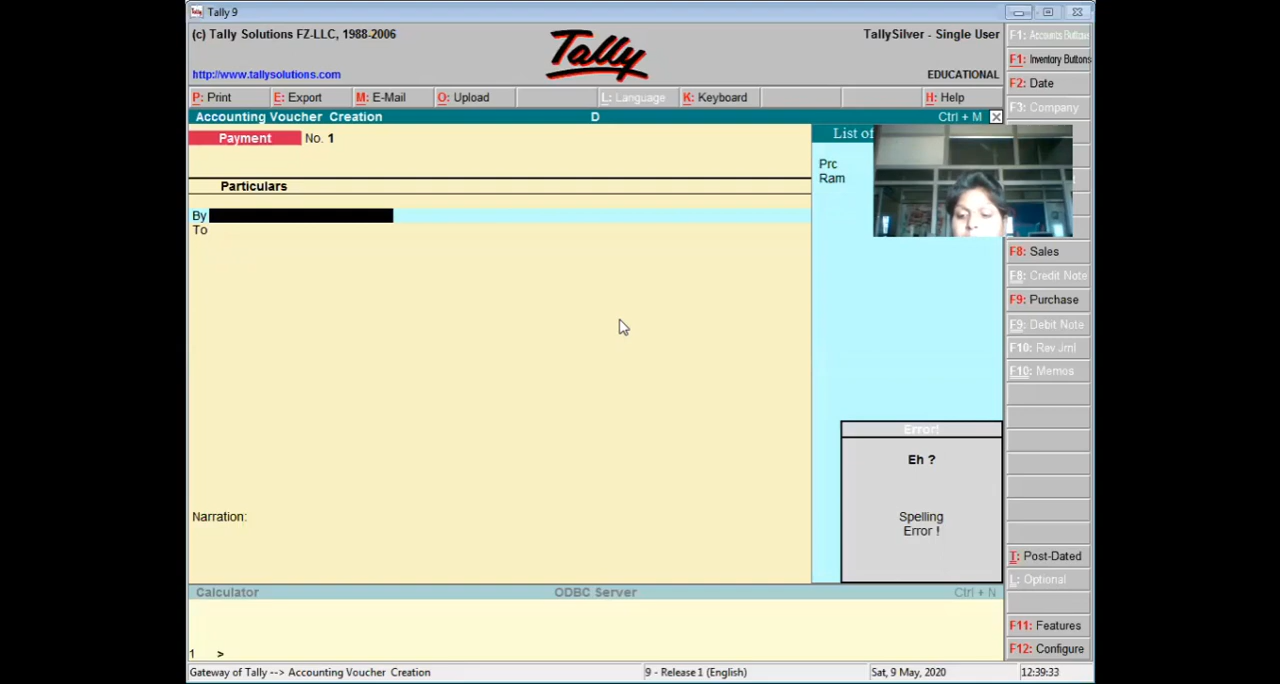 Tally 9
(c) Tally Solutions FZ-LLC, 1988-2006
http://www.tallysolutions.com
Tally
TallySilver - Single User
EDUCATIONAL
P: Print
E: Export
M: E-Mail
O: Upload
L: Language
K: Keyboard
H: Help
Accounting Voucher Creation
D
Ctrl + M
Payment No. 1
Particulars
By
To
Narration:
List of
Prc
Ram
Error!
Eh ?
Spelling
Error !
F1: Accounts Buttons
F1: Inventory Buttons
F2: Date
F3: Company
F8: Sales
F8: Credit Note
F9: Purchase
F9: Debit Note
F10: Rev Jrnl
F10: Memos
T: Post-Dated
L: Optional
F11: Features
F12: Configure
Calculator
ODBC Server
Ctrl + N
1 >
Gateway of Tally --> Accounting Voucher Creation
9 - Release 1 (English)
Sat, 9 May, 2020
12:39:33